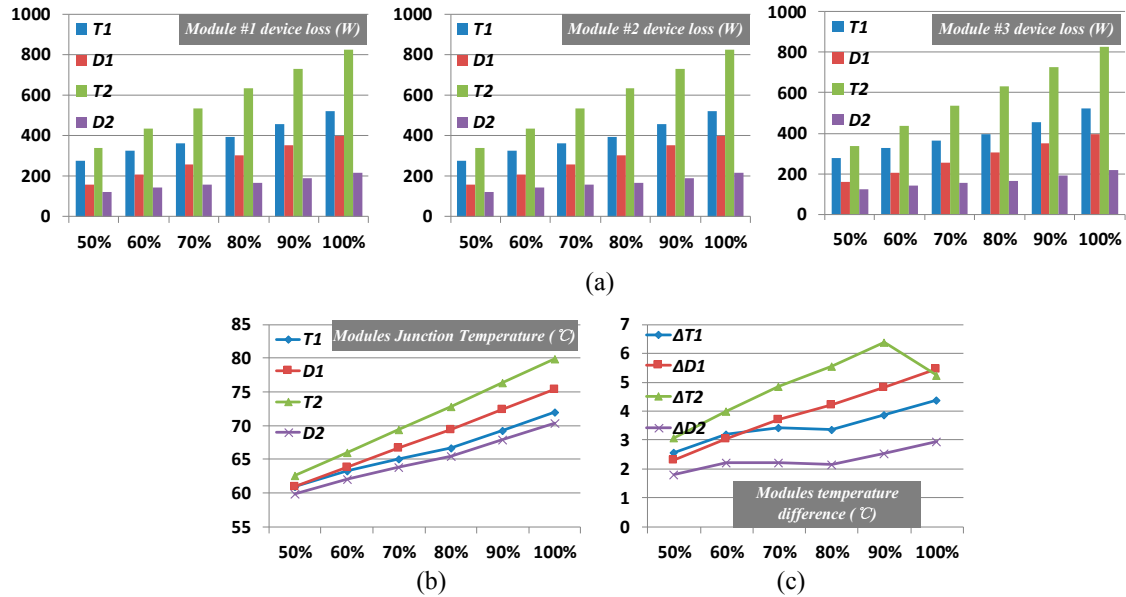 Module #1 device loss (W)
1000
800
600
400
200
0
T1
D1
T2
D2
50% 60% 70% 80% 90% 100%
Module #2 device loss (W)
1000
800
600
400
200
0
T1
D1
T2
D2
50% 60% 70% 80% 90% 100%
Module #3 device loss (W)
1000
800
600
400
200
0
T1
D1
T2
D2
50% 60% 70% 80% 90% 100%
(a)
Modules Junction Temperature (℃)
85
80
75
70
65
60
55
T1
D1
T2
D2
50% 60% 70% 80% 90% 100%
(b)
7
6
5
4
3
2
1
0
ΔT1
ΔD1
ΔT2
ΔD2
Modules temperature
difference (℃)
50% 60% 70% 80% 90% 100%
(c)